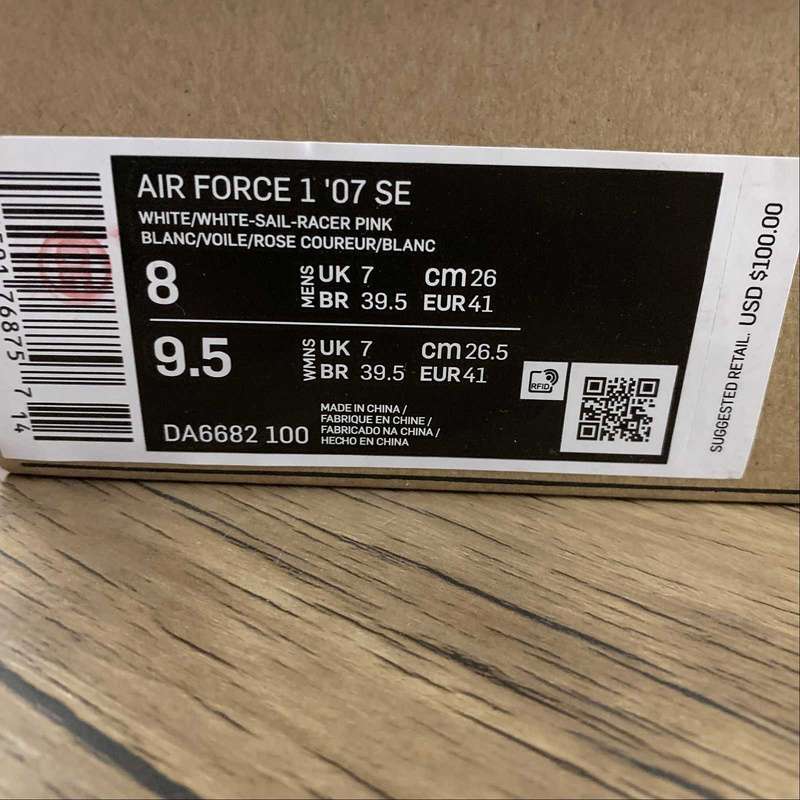 AIR FORCE 1 '07 SE
WHITE/WHITE-SAIL-RACER PINK
BLANC/VOILE/ROSE COUREUR/BLANC
8 MENS UK 7 cm 26
BR 39.5 EUR 41
9.5 WMNS UK 7 cm 26.5
BR 39.5 EUR 41
RFID
DA6682 100
MADE IN CHINA /
FABRIQUE EN CHINE /
FABRICADO NA CHINA /
HECHO EN CHINA
SUGGESTED RETAIL. USD $100.00
76875 7 14